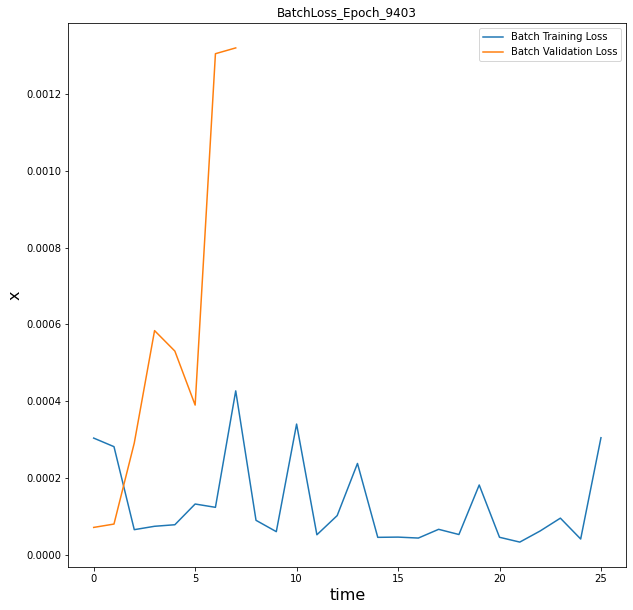 BatchLoss_Epoch_9403
Batch Training Loss
Batch Validation Loss
0.0012
0.0010
0.0008
0.0006
0.0004
0.0002
0.0000
x
0
5
10
15
20
25
time